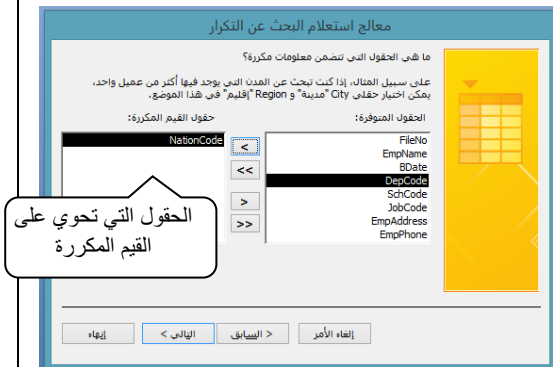 معالج استعلام البحث عن التكرار
ما هي الحقول التي تتضمن معلومات مكررة؟
على سبيل المثال، إذا كنت تبحث عن المدن التي يوجد فيها أكثر من عميل واحد،
يمكن اختيار حقلي City "مدينة" و Region "إقليم" في هذا الموضع.
الحقول المتوفرة:
حقول القيم المكررة:
FileNo
EmpName
BDate
DepCode
SchCode
JobCode
EmpAddress
EmpPhone
<
<<
>
>>
NationCode
الحقول التي تحوي على
القيم المكررة
إلغاء الأمر
< السابق
التالي >
إنهاء